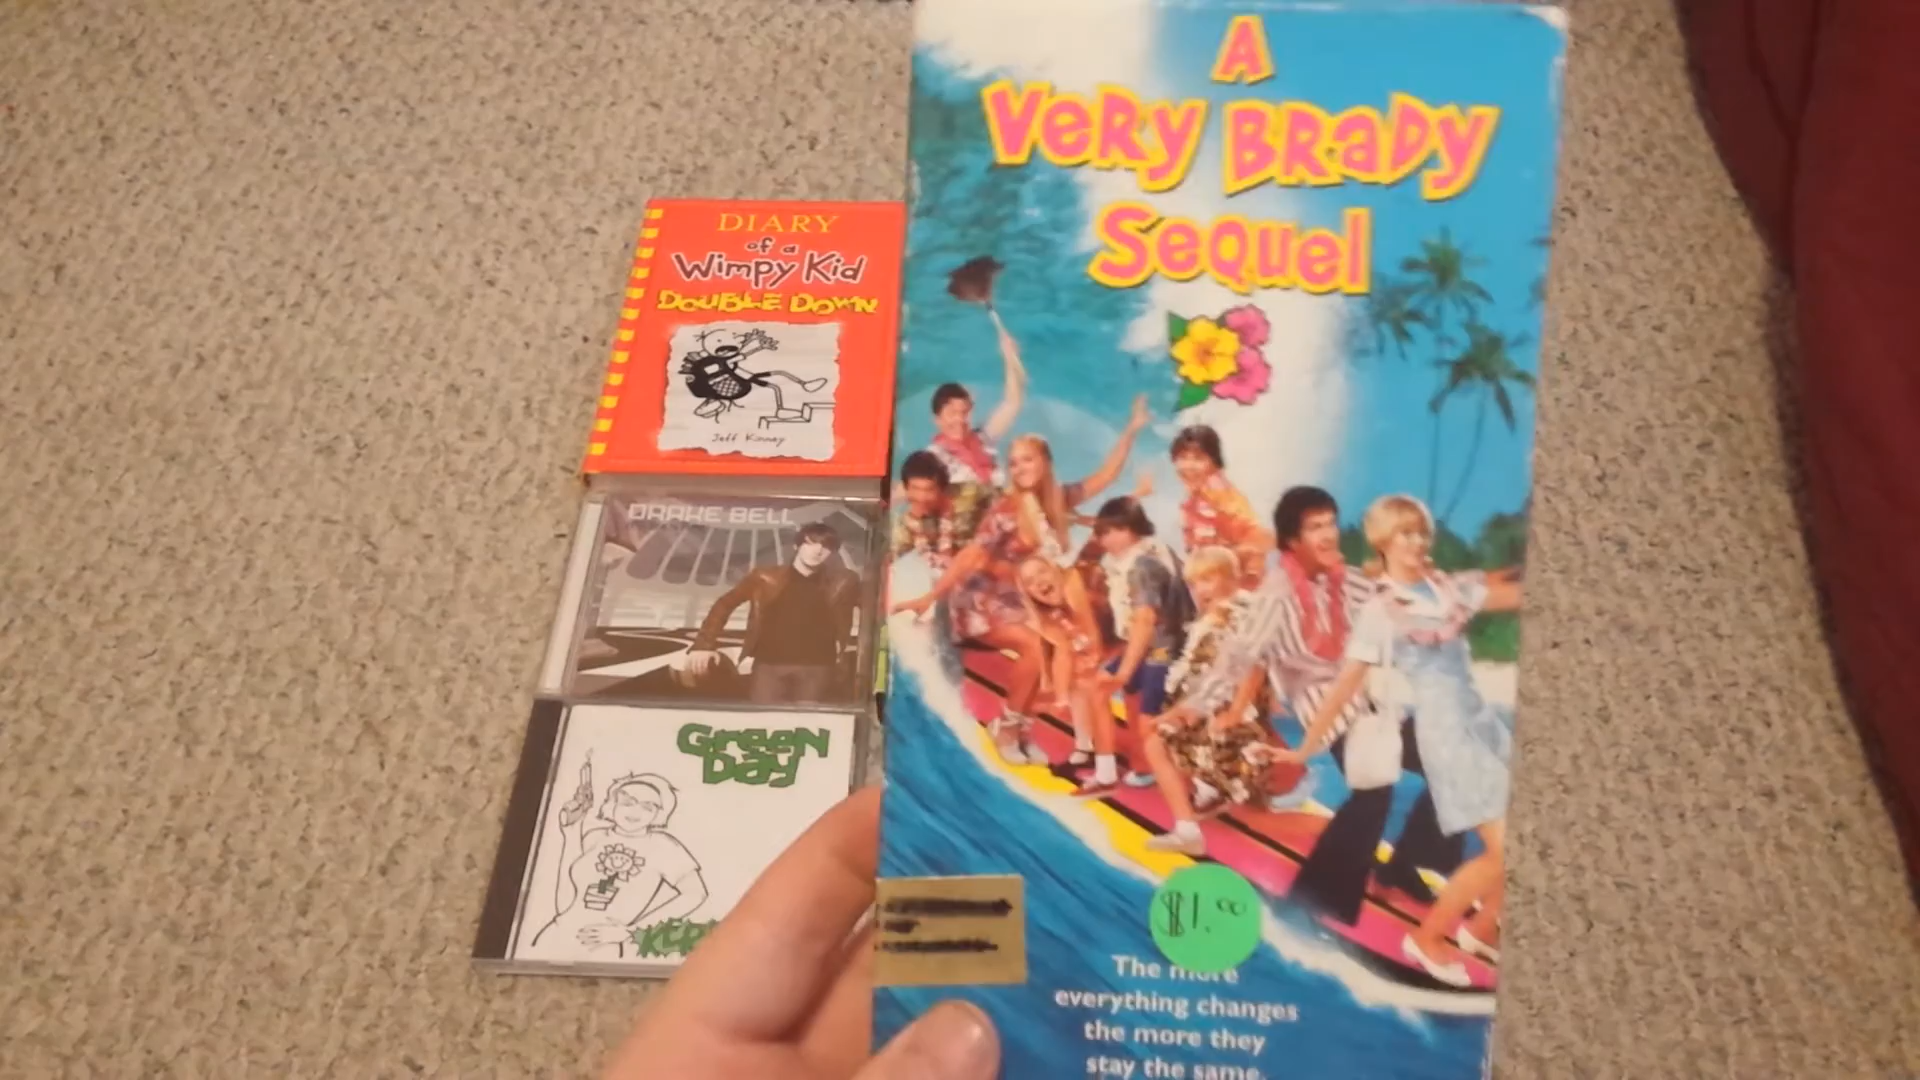 A
Very Brady
Sequel
$1.00
The more
everything changes
the more they
stay the same.
DIARY
of a
Wimpy Kid
DOUBLE DOWN
Jeff Kinney
DRAKE BELL
GREEN
DAY